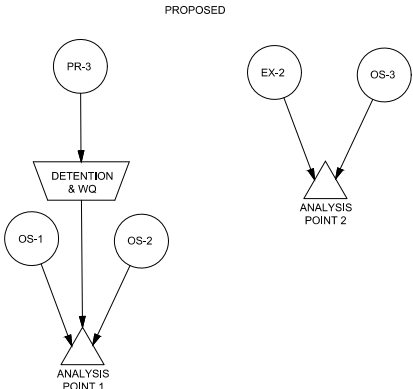 PROPOSED
PR-3
DETENTION
& WQ
OS-1
OS-2
ANALYSIS
POINT 1
EX-2
OS-3
ANALYSIS
POINT 2